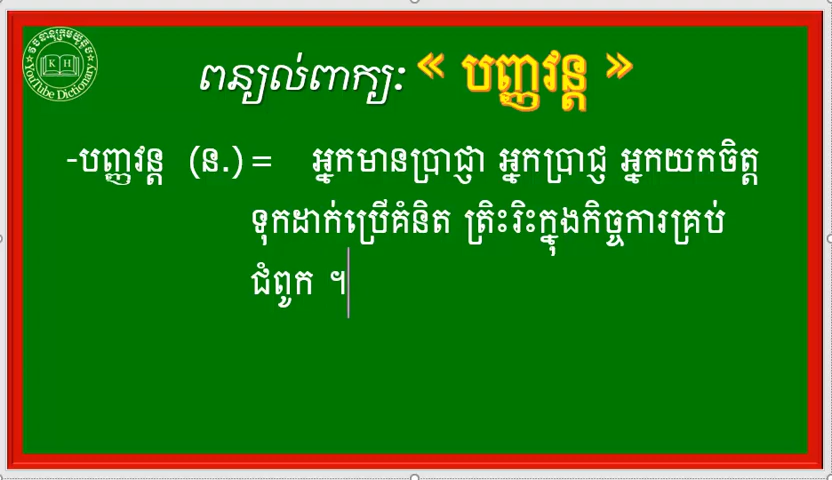 ពន្យល់ពាក្យៈ « បញ្ញវន្ត »
K H
YouTube Dictionary
-បញ្ញវន្ត (ន.) = អ្នកមានប្រាជ្ញា អ្នកប្រាជ្ញ អ្នកយកចិត្ត
ទុកដាក់ប្រើគំនិត ត្រិះរិះក្នុងកិច្ចការគ្រប់
ជំពូក ។